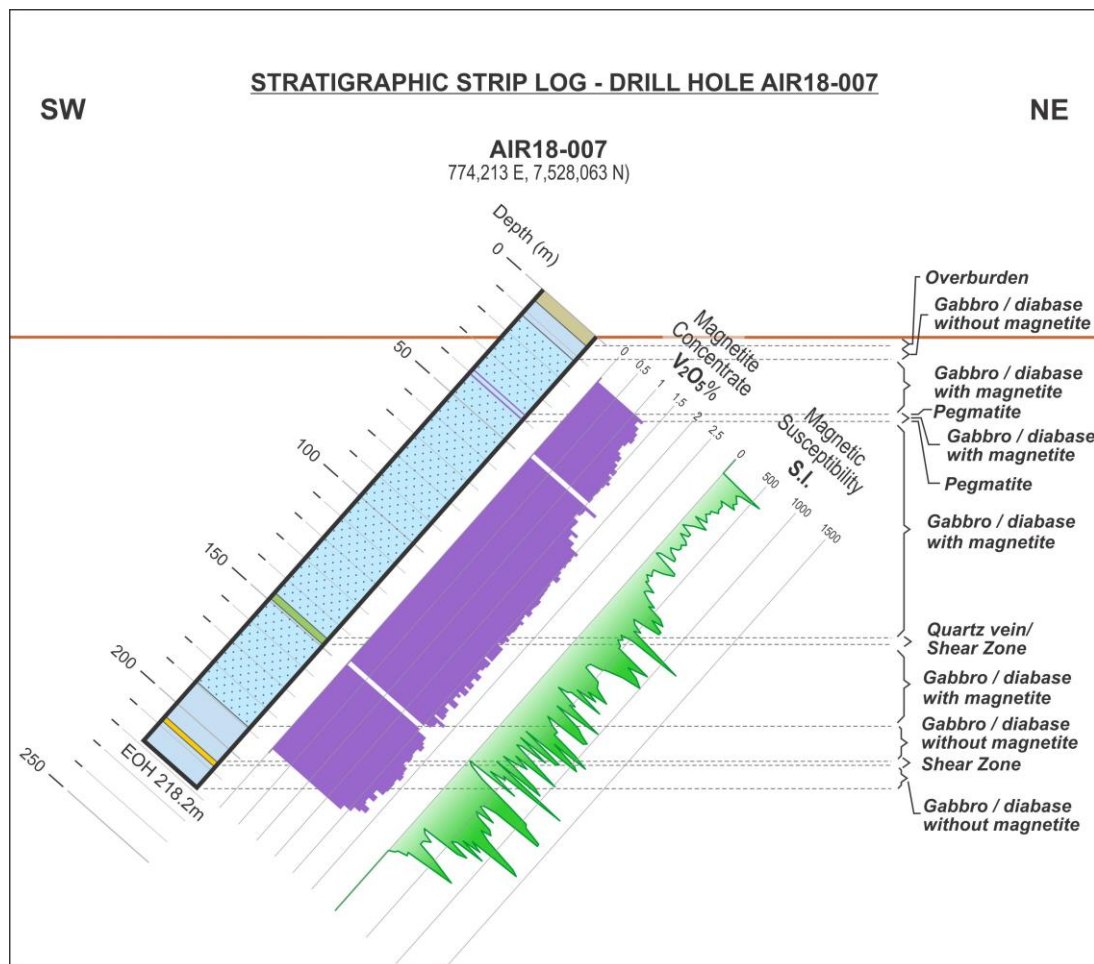 STRATIGRAPHIC STRIP LOG - DRILL HOLE AIR18-007
SW
NE
AIR18-007
774,213 E, 7,528,063 N)
Depth (m)
0
50
100
150
200
250
EOH 218.2m
Magnetite
Concentrate
V₂O₅%
0
0.5
1
1.5
2
2.5
Magnetic
Susceptibility
S.I.
0
500
1000
1500
Overburden
Gabbro / diabase
without magnetite
Gabbro / diabase
with magnetite
Pegmatite
Gabbro / diabase
with magnetite
Pegmatite
Gabbro / diabase
with magnetite
Quartz vein/
Shear Zone
Gabbro / diabase
with magnetite
Gabbro / diabase
without magnetite
Shear Zone
Gabbro / diabase
without magnetite